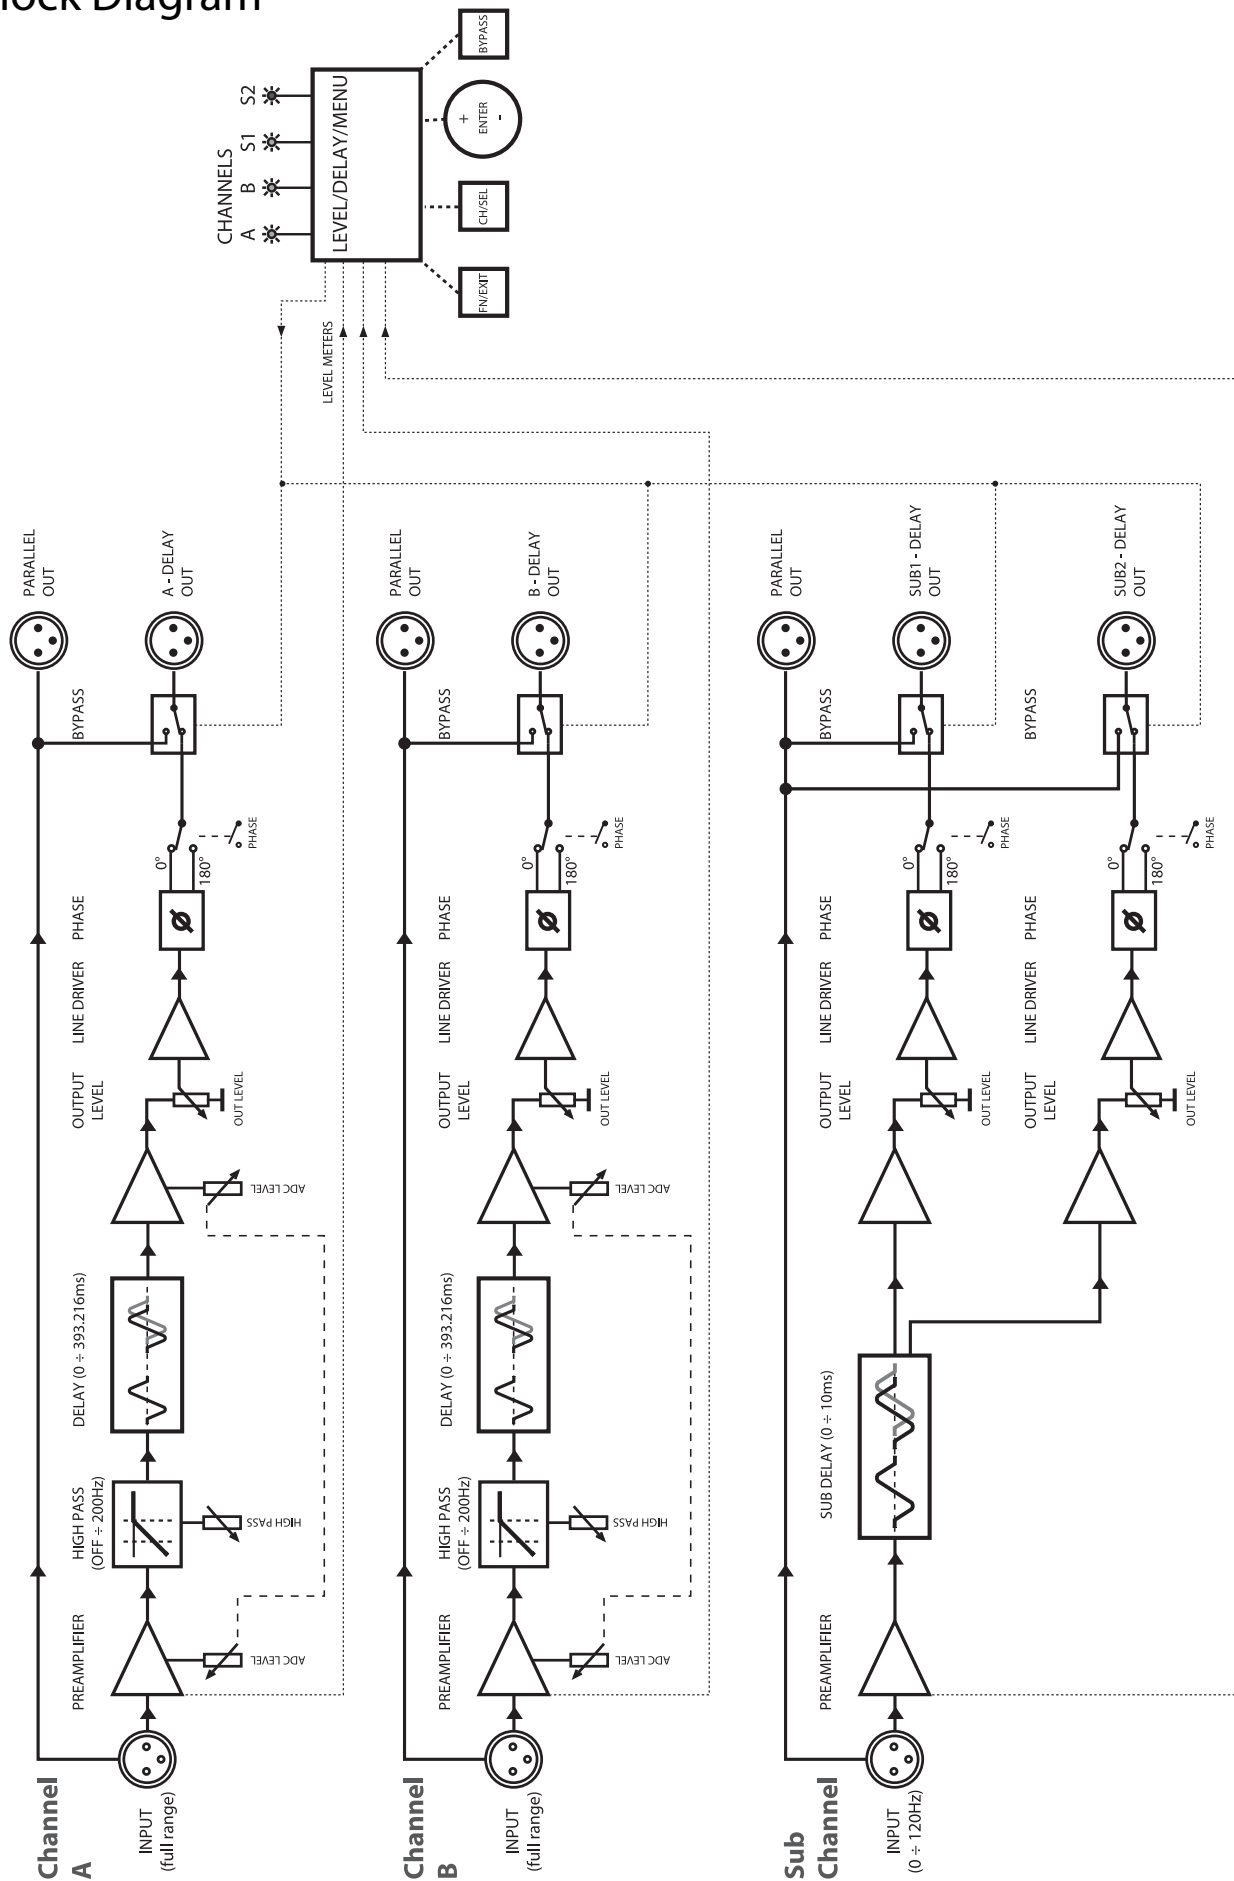 lock Diagram
Channel
A
INPUT
(full range)
PREAMPLIFIER
ADC LEVEL
HIGH PASS
(OFF ÷ 200Hz)
HIGH PASS
DELAY (0 ÷ 393.216ms)
ADC LEVEL
OUTPUT
LEVEL
OUT LEVEL
LINE DRIVER
PHASE
0°
180°
PHASE
BYPASS
PARALLEL
OUT
A - DELAY
OUT
LEVEL METERS
CHANNELS
A
B
S1
S2
LEVEL/DELAY/MENU
FN/EXIT
CH/SEL
+
ENTER
-
BYPASS
Channel
B
INPUT
(full range)
PREAMPLIFIER
ADC LEVEL
HIGH PASS
(OFF ÷ 200Hz)
HIGH PASS
DELAY (0 ÷ 393.216ms)
ADC LEVEL
OUTPUT
LEVEL
OUT LEVEL
LINE DRIVER
PHASE
0°
180°
PHASE
BYPASS
PARALLEL
OUT
B - DELAY
OUT
Sub
Channel
INPUT
(0 ÷ 120Hz)
PREAMPLIFIER
SUB DELAY (0 ÷ 10ms)
OUTPUT
LEVEL
OUT LEVEL
LINE DRIVER
PHASE
0°
180°
PHASE
BYPASS
PARALLEL
OUT
SUB1 - DELAY
OUT
OUTPUT
LEVEL
OUT LEVEL
LINE DRIVER
PHASE
0°
180°
PHASE
BYPASS
SUB2 - DELAY
OUT